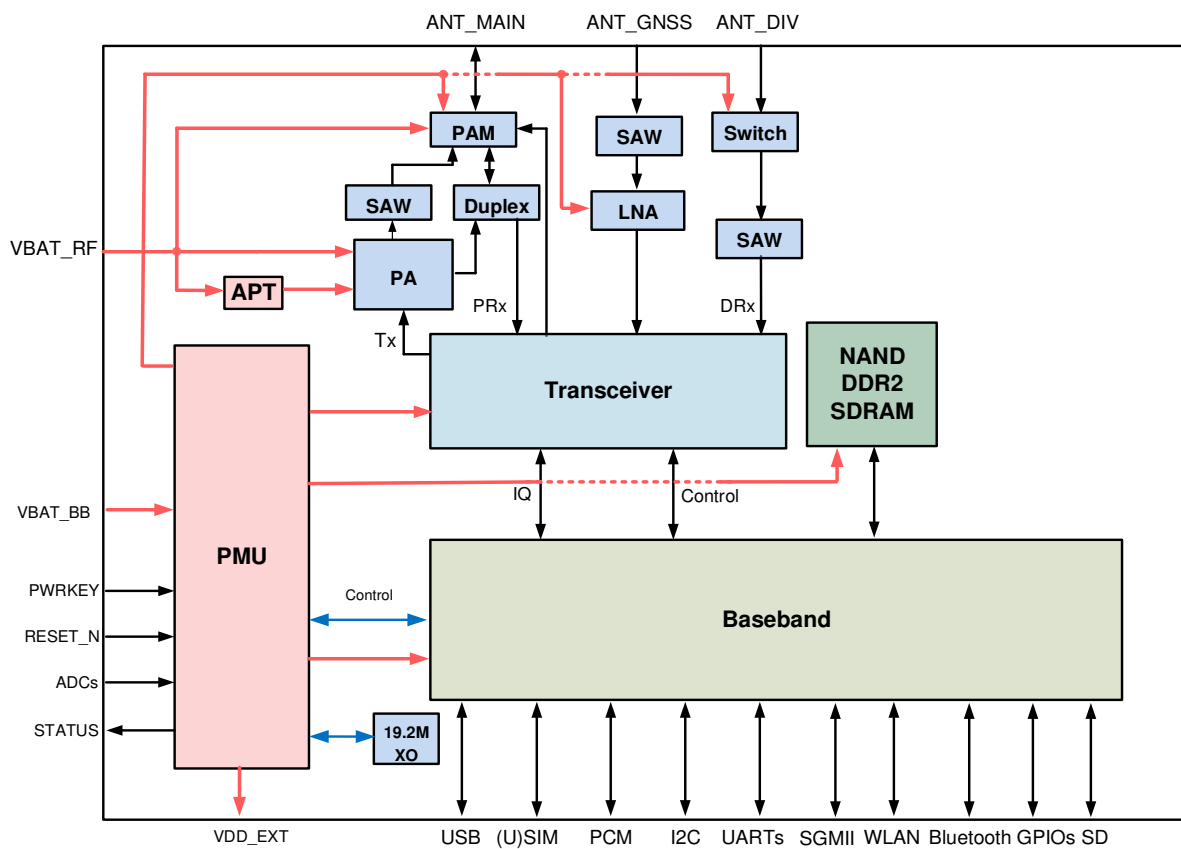 ANT_MAIN ANT_GNSS ANT_DIV
PAM
SAW
Switch
SAW
Duplex
LNA
SAW
VBAT_RF
PA
APT
PRx
DRx
Tx
Transceiver
NAND
DDR2
SDRAM
IQ
Control
VBAT_BB
PMU
PWRKEY
Control
Baseband
RESET_N
ADCs
STATUS
19.2M
XO
VDD_EXT
USB (U)SIM PCM I2C UARTs SGMII WLAN Bluetooth GPIOs SD